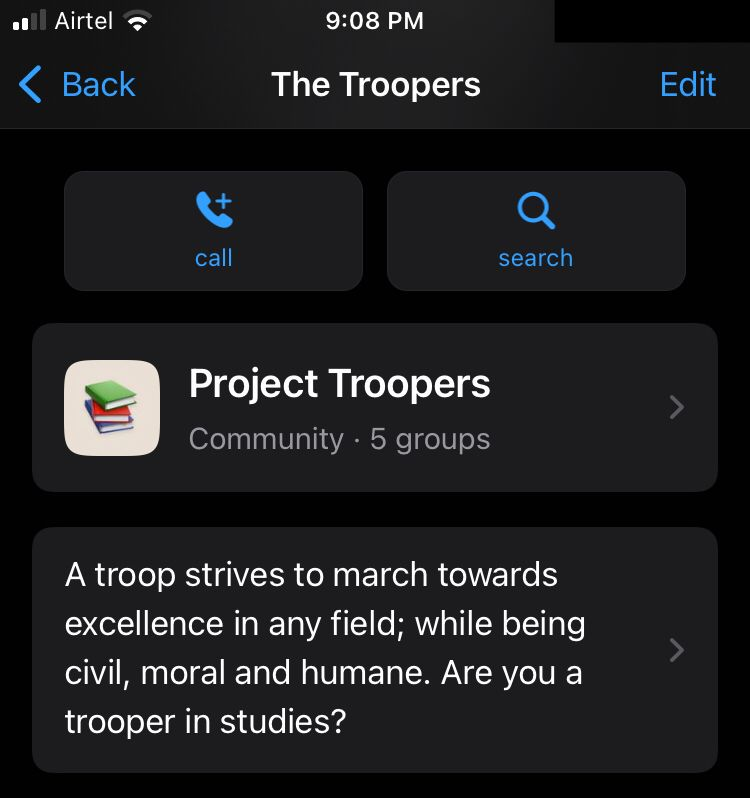 Airtel 9:08 PM
Back The Troopers Edit
call search
Project Troopers
Community · 5 groups
A troop strives to march towards
excellence in any field; while being
civil, moral and humane. Are you a
trooper in studies?